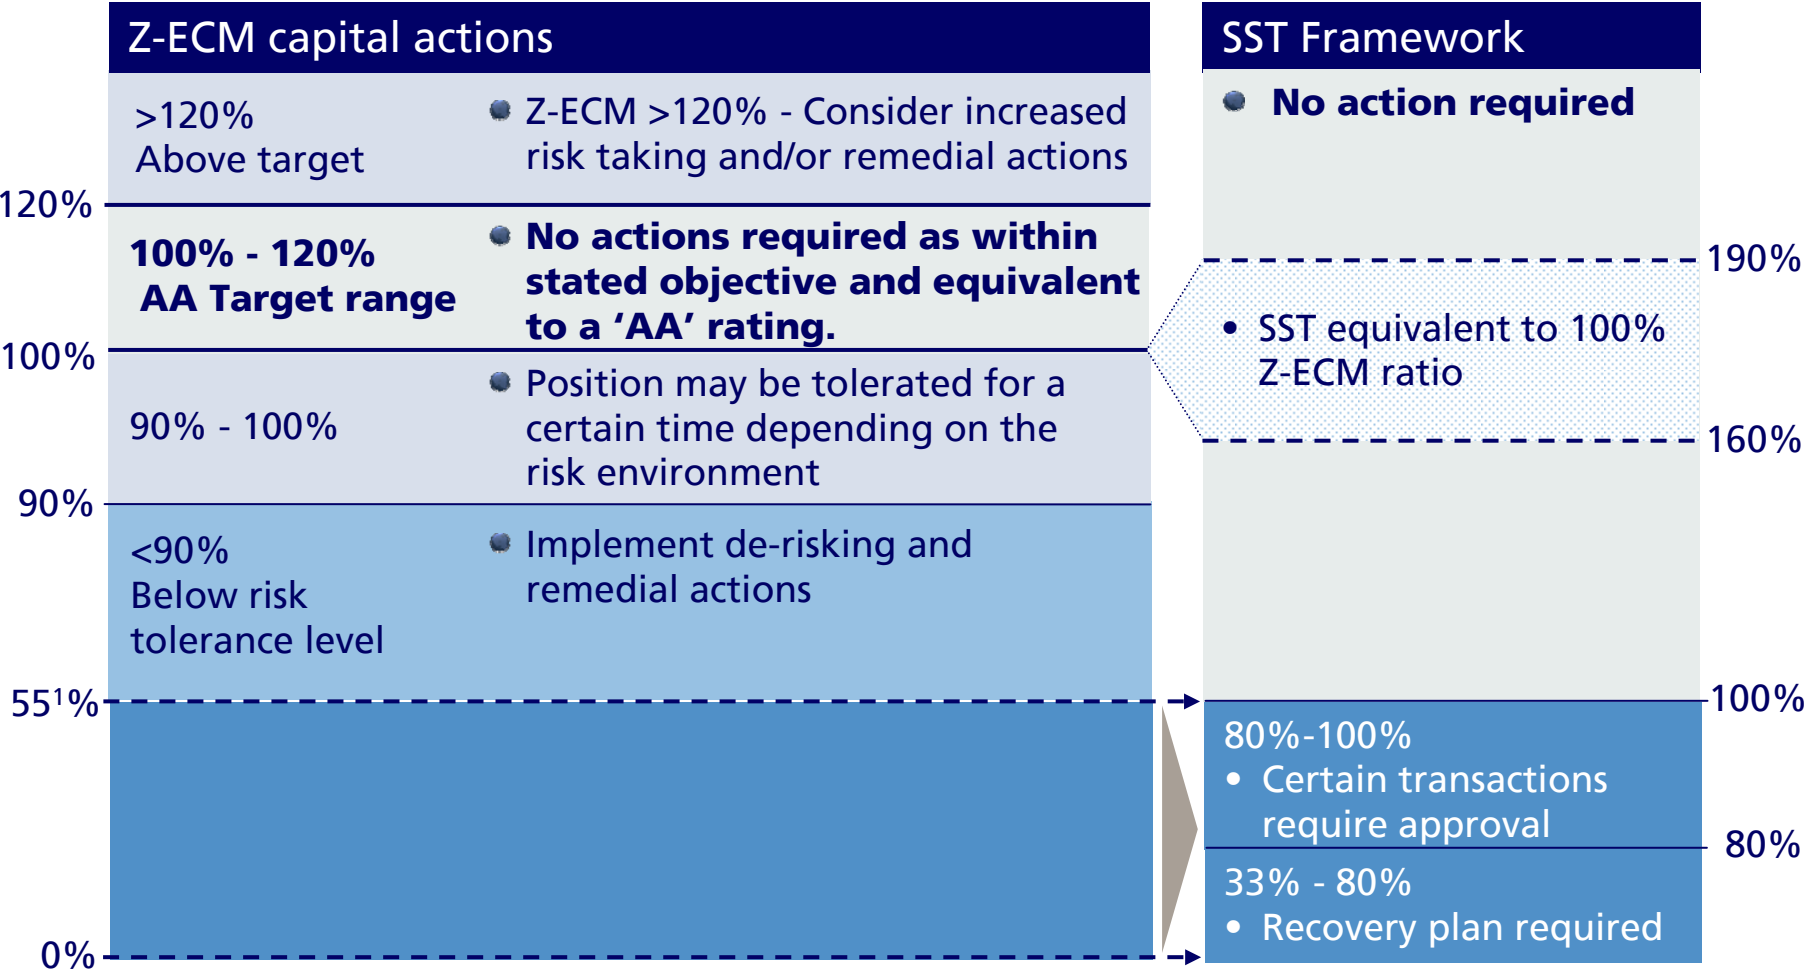 Z-ECM capital actions
>120%
Above target
• Z-ECM >120% - Consider increased
risk taking and/or remedial actions
120%
100% - 120%
AA Target range
• No actions required as within
stated objective and equivalent
to a ‘AA’ rating.
100%
90% - 100%
• Position may be tolerated for a
certain time depending on the
risk environment
90%
<90%
Below risk
tolerance level
• Implement de-risking and
remedial actions
55¹%
0%
SST Framework
• No action required
190%
• SST equivalent to 100%
Z-ECM ratio
160%
100%
80%-100%
• Certain transactions
require approval
80%
33% - 80%
• Recovery plan required